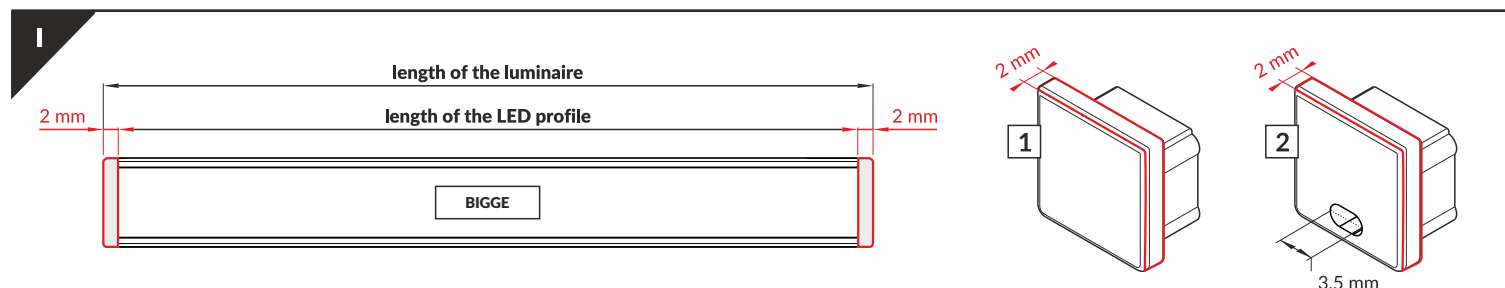 I
length of the luminaire
length of the LED profile
2 mm
2 mm
BIGGE
2 mm
1
2 mm
2
3.5 mm